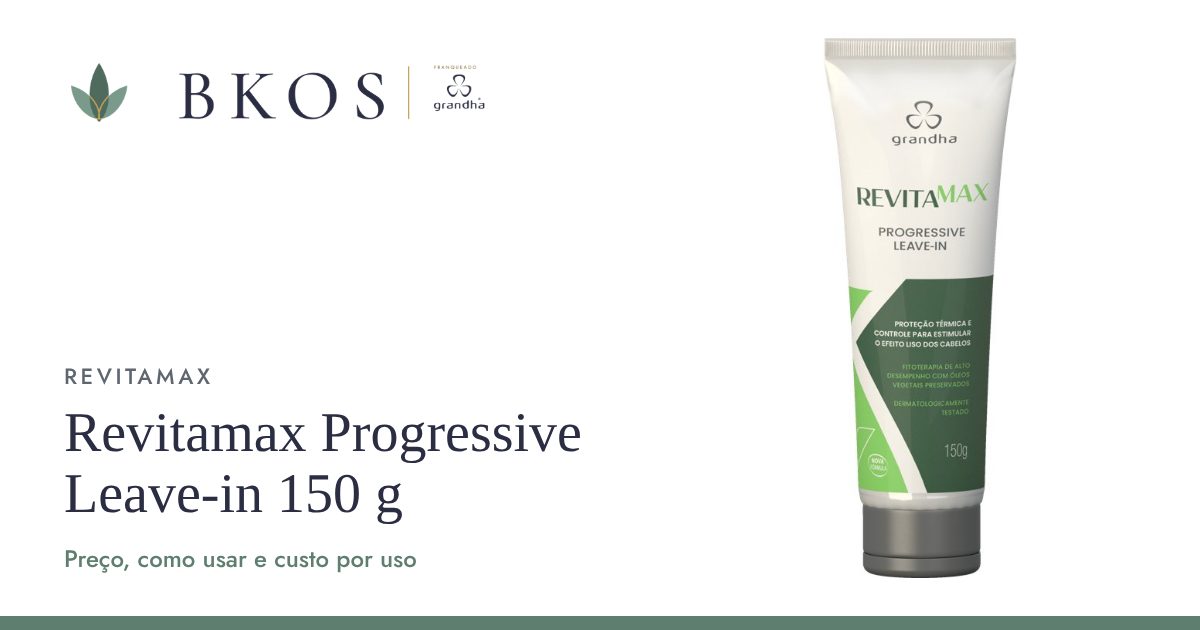 BKOS
FRANQUEADO
grandha
REVITAMAX
Revitamax Progressive
Leave-in 150 g
Preço, como usar e custo por uso
grandha
REVITAMAX
PROGRESSIVE
LEAVE-IN
PROTEÇÃO TÉRMICA E
CONTROLE PARA ESTIMULAR
O EFEITO LISO DOS CABELOS
FITOTERAPIA DE ALTO
DESEMPENHO COM ÓLEOS
VEGETAIS PRESERVADOS
DERMATOLOGICAMENTE
TESTADO
150g
NOVA
FÓRMULA